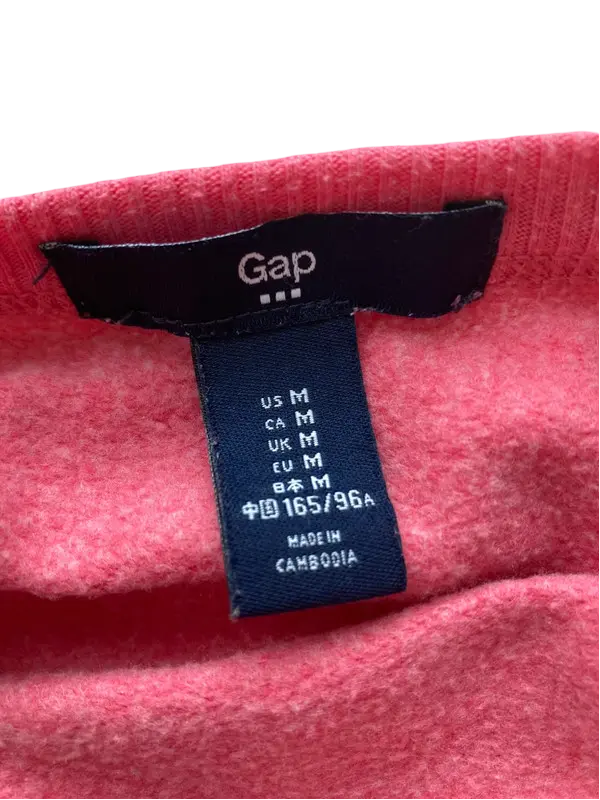 Gap
US M
CA M
UK M
EU M
日本 M
中国 165/96A
MADE IN
CAMBODIA